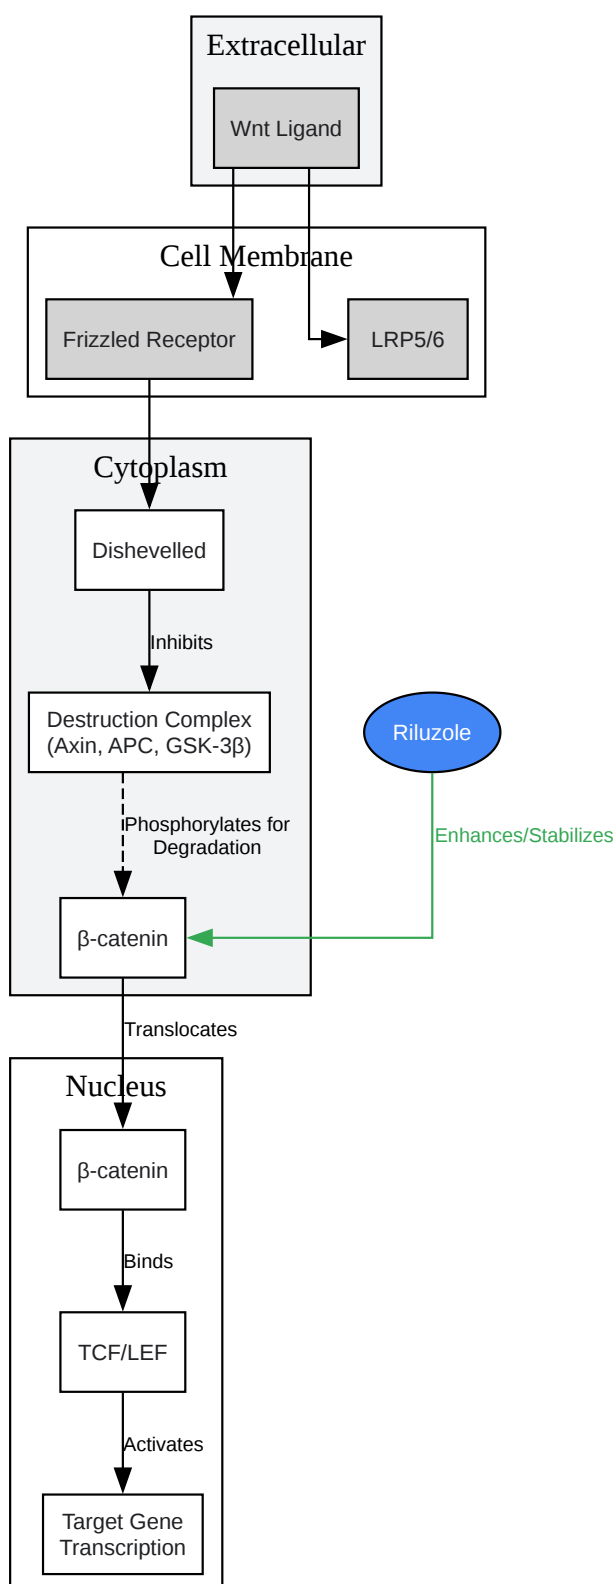 Extracellular
Wnt Ligand
Cell Membrane
Frizzled Receptor
LRP5/6
Cytoplasm
Dishevelled
Inhibits
Destruction Complex
(Axin, APC, GSK-3β)
Riluzole
Phosphorylates for
Degradation
Enhances/Stabilizes
β-catenin
Translocates
Nucleus
β-catenin
Binds
TCF/LEF
Activates
Target Gene
Transcription